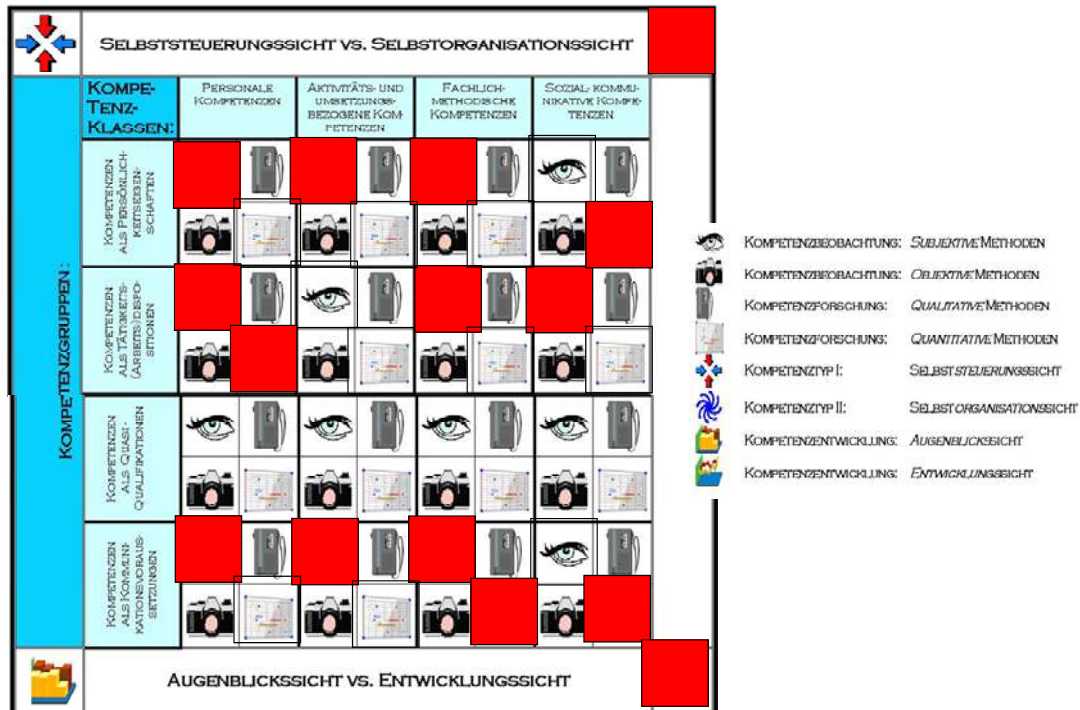 SELBSTSTEUERUNGSSICHT VS. SELBSTORGANISATIONSSICHT
KOMPETENZGRUPPEN:
KOMPE-
TENZ-
KLASSEN:
PERSONALE
KOMPETENZEN
AKTIVITÄTS- UND
UMSETZUNGS-
BEZOGENE KOM-
PETENZEN
FACHLICH-
METHODISCHE
KOMPETENZEN
SOZIAL- KOMMU-
NIKATIVE KOMPE-
TENZEN
KOMPETENZEN
ALS PERSÖNLICH-
KEITSEIGEN-
SCHAFTEN
KOMPETENZEN
ALS TÄTIGKEITS-
(ARBEITS)DISPO-
SITIONEN
KOMPETENZEN
ALS QUASI-
QUALIFIKATIONEN
KOMPETENZEN
ALS KOMMUNI-
KATIONSVORAUS-
SETZUNGEN
AUGENBLICKSSICHT VS. ENTWICKLUNGSSICHT
KOMPETENZBEOBACHTUNG: SUBJEKTIVE METHODEN
KOMPETENZBEOBACHTUNG: OBJEKTIVE METHODEN
KOMPETENZFORSCHUNG: QUALITATIVE METHODEN
KOMPETENZFORSCHUNG: QUANTITATIVE METHODEN
KOMPETENZTYP I: SELBSTSTEUERUNGSSICHT
KOMPETENZTYP II: SELBSTORGANISATIONSSICHT
KOMPETENZENTWICKLUNG: AUGENBLICKSSICHT
KOMPETENZENTWICKLUNG: ENTWICKLUNGSSICHT